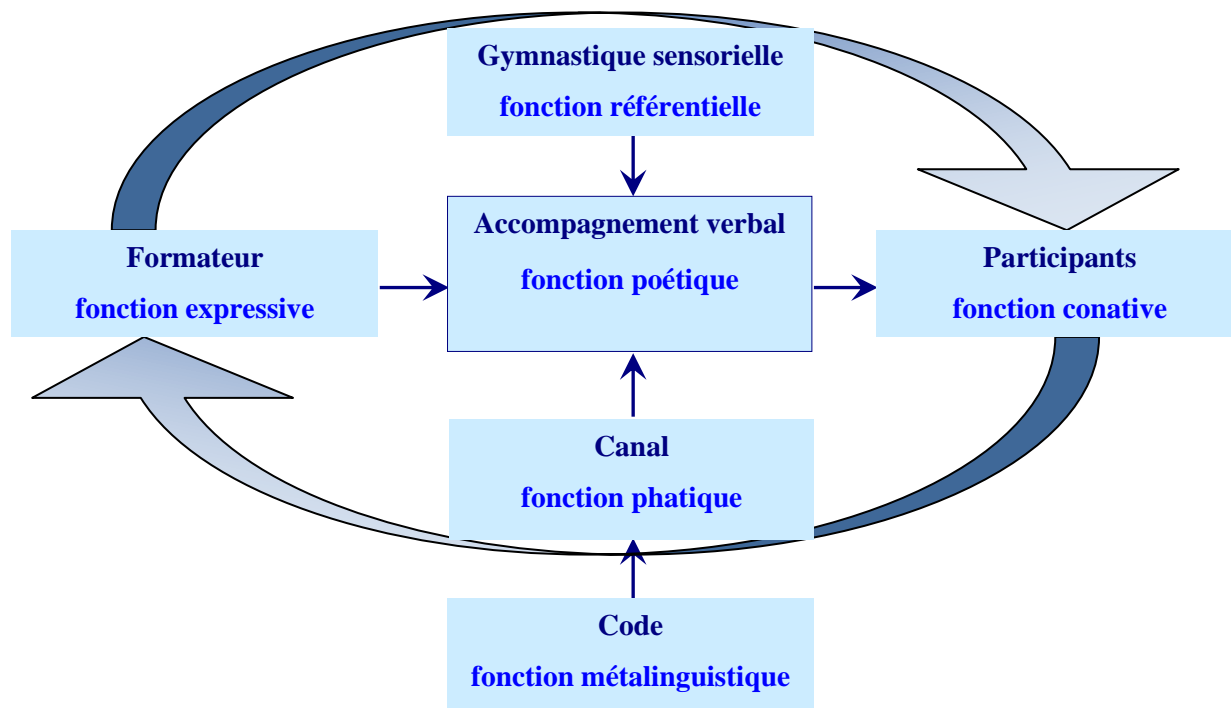 Gymnastique sensorielle
fonction référentielle
Accompagnement verbal
fonction poétique
Formateur
fonction expressive
Participants
fonction conative
Canal
fonction phatique
Code
fonction métalinguistique